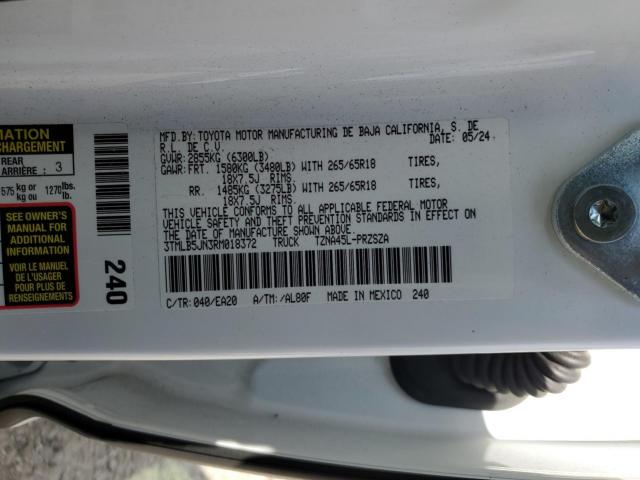 MATION
CHARGEMENT
REAR
ARRIÈRE 3
575 kg or 1270 lbs.
kg ou lb.
SEE OWNER'S
MANUAL FOR
ADDITIONAL
INFORMATION
VOIR LE MANUEL
DE L'USAGER
POUR PLUS DE
RENSEIGNEMENTS
240
MFD.BY:TOYOTA MOTOR MANUFACTURING DE BAJA CALIFORNIA, S. DE
R.L. DE C.V. DATE: 05/24
GVWR:2855KG (6300LB)
GAWR:FRT. 1580KG (3480LB) WITH 265/65R18 TIRES,
18X7.5J RIMS
RR. 1485KG (3275LB) WITH 265/65R18 TIRES,
18X7.5J RIMS
THIS VEHICLE CONFORMS TO ALL APPLICABLE FEDERAL MOTOR
VEHICLE SAFETY AND THEFT PREVENTION STANDARDS IN EFFECT ON
THE DATE OF MANUFACTURE SHOWN ABOVE.
3TMLB5JN3RM018372 TRUCK TZNA45L-PRZSZA
C/TR:040/EA20 A/TM:/AL80F MADE IN MEXICO 240